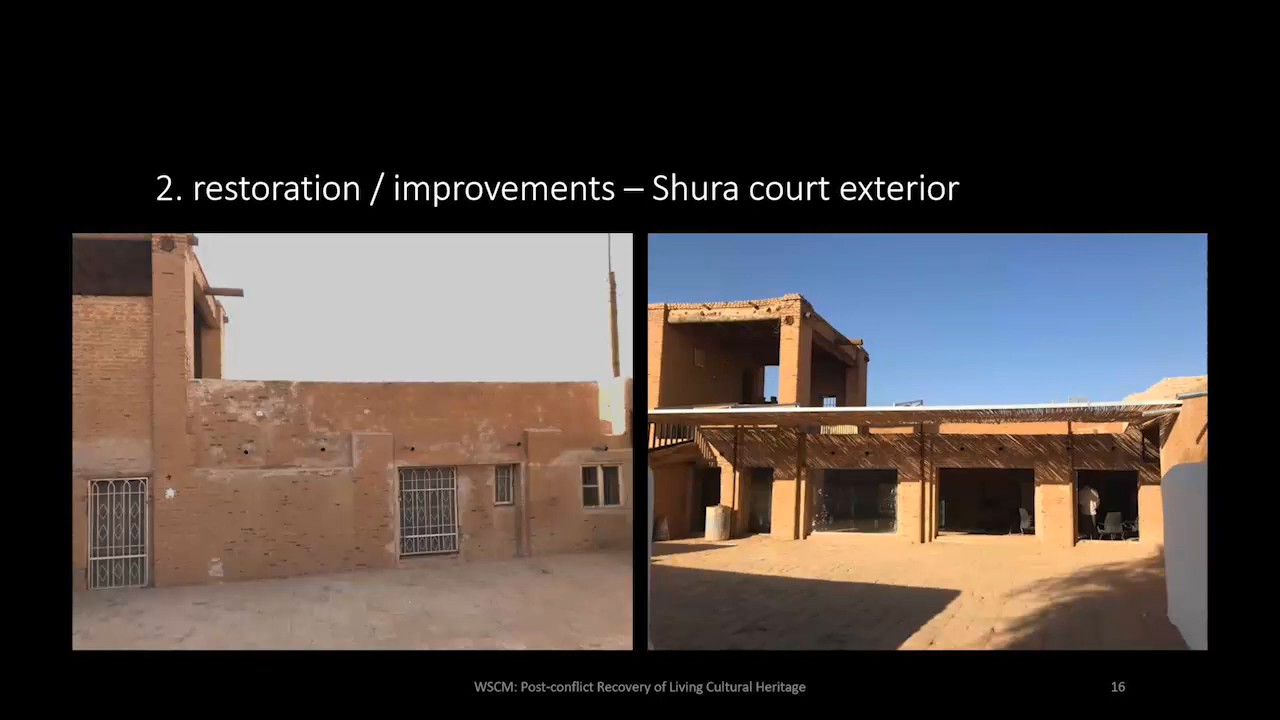 2. restoration / improvements – Shura court exterior
WSCM: Post-conflict Recovery of Living Cultural Heritage
16